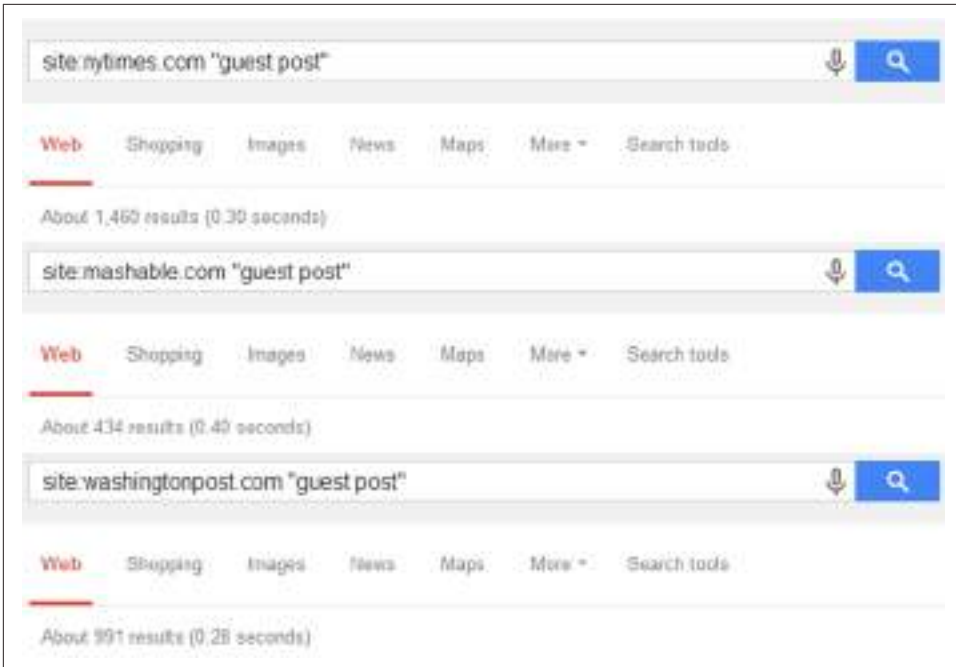 site:nytimes.com "guest post"
Web Shopping Images News Maps More Search tools
About 1,460 results (0.30 seconds)
site:mashable.com "guest post"
Web Shopping Images News Maps More Search tools
About 434 results (0.40 seconds)
site:washingtonpost.com "guest post"
Web Shopping Images News Maps More Search tools
About 991 results (0.28 seconds)